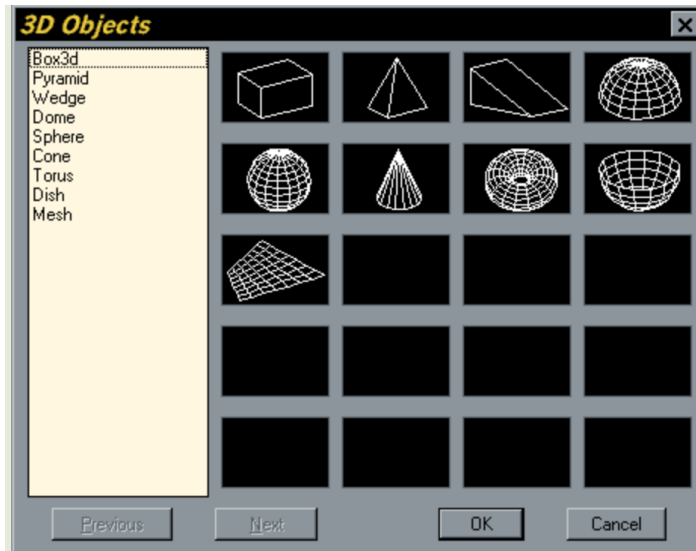 3D Objects
Box3d
Pyramid
Wedge
Dome
Sphere
Cone
Torus
Dish
Mesh
Previous
Next
OK
Cancel